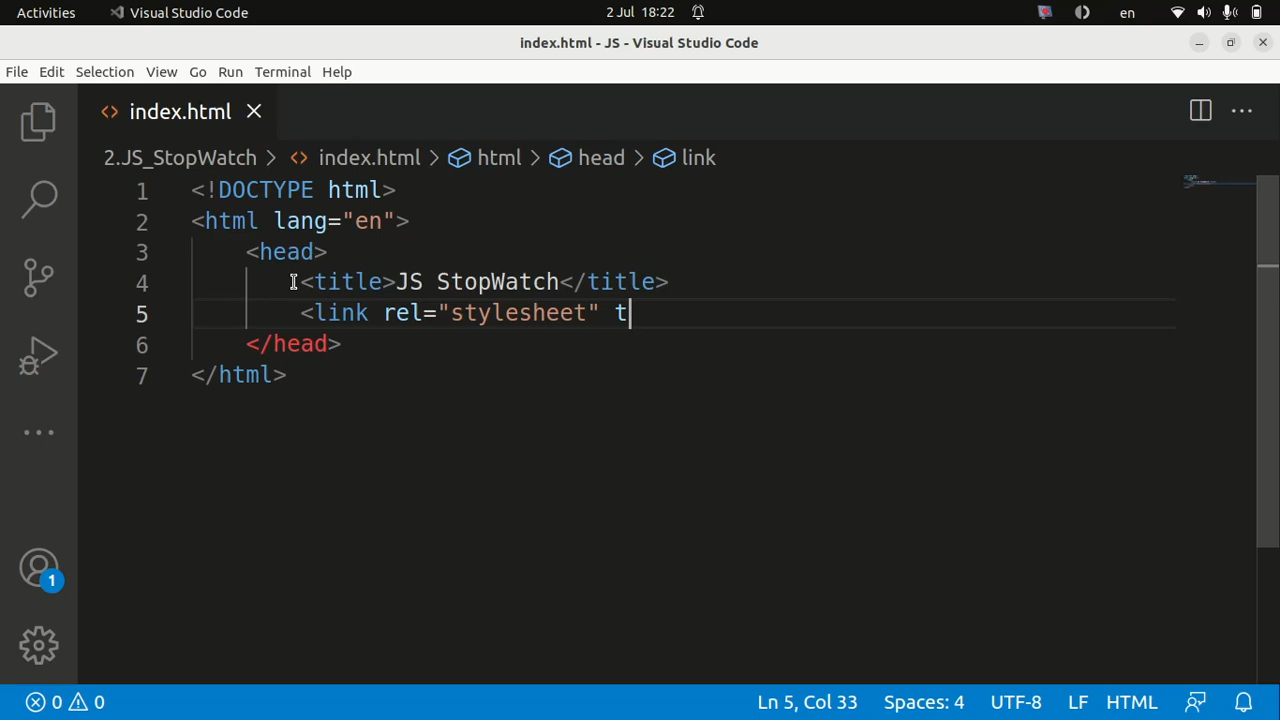 Activities Visual Studio Code 2 Jul 18:22 en
index.html - JS - Visual Studio Code
File Edit Selection View Go Run Terminal Help
index.html
2.JS_StopWatch > index.html > html > head > link
1 <!DOCTYPE html>
2 <html lang="en">
3 <head>
4 <title>JS StopWatch</title>
5 <link rel="stylesheet" t
6 </head>
7 </html>
1
0 0 Ln 5, Col 33 Spaces: 4 UTF-8 LF HTML